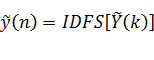 ỹ(n) = IDFS[Ỹ(k)]